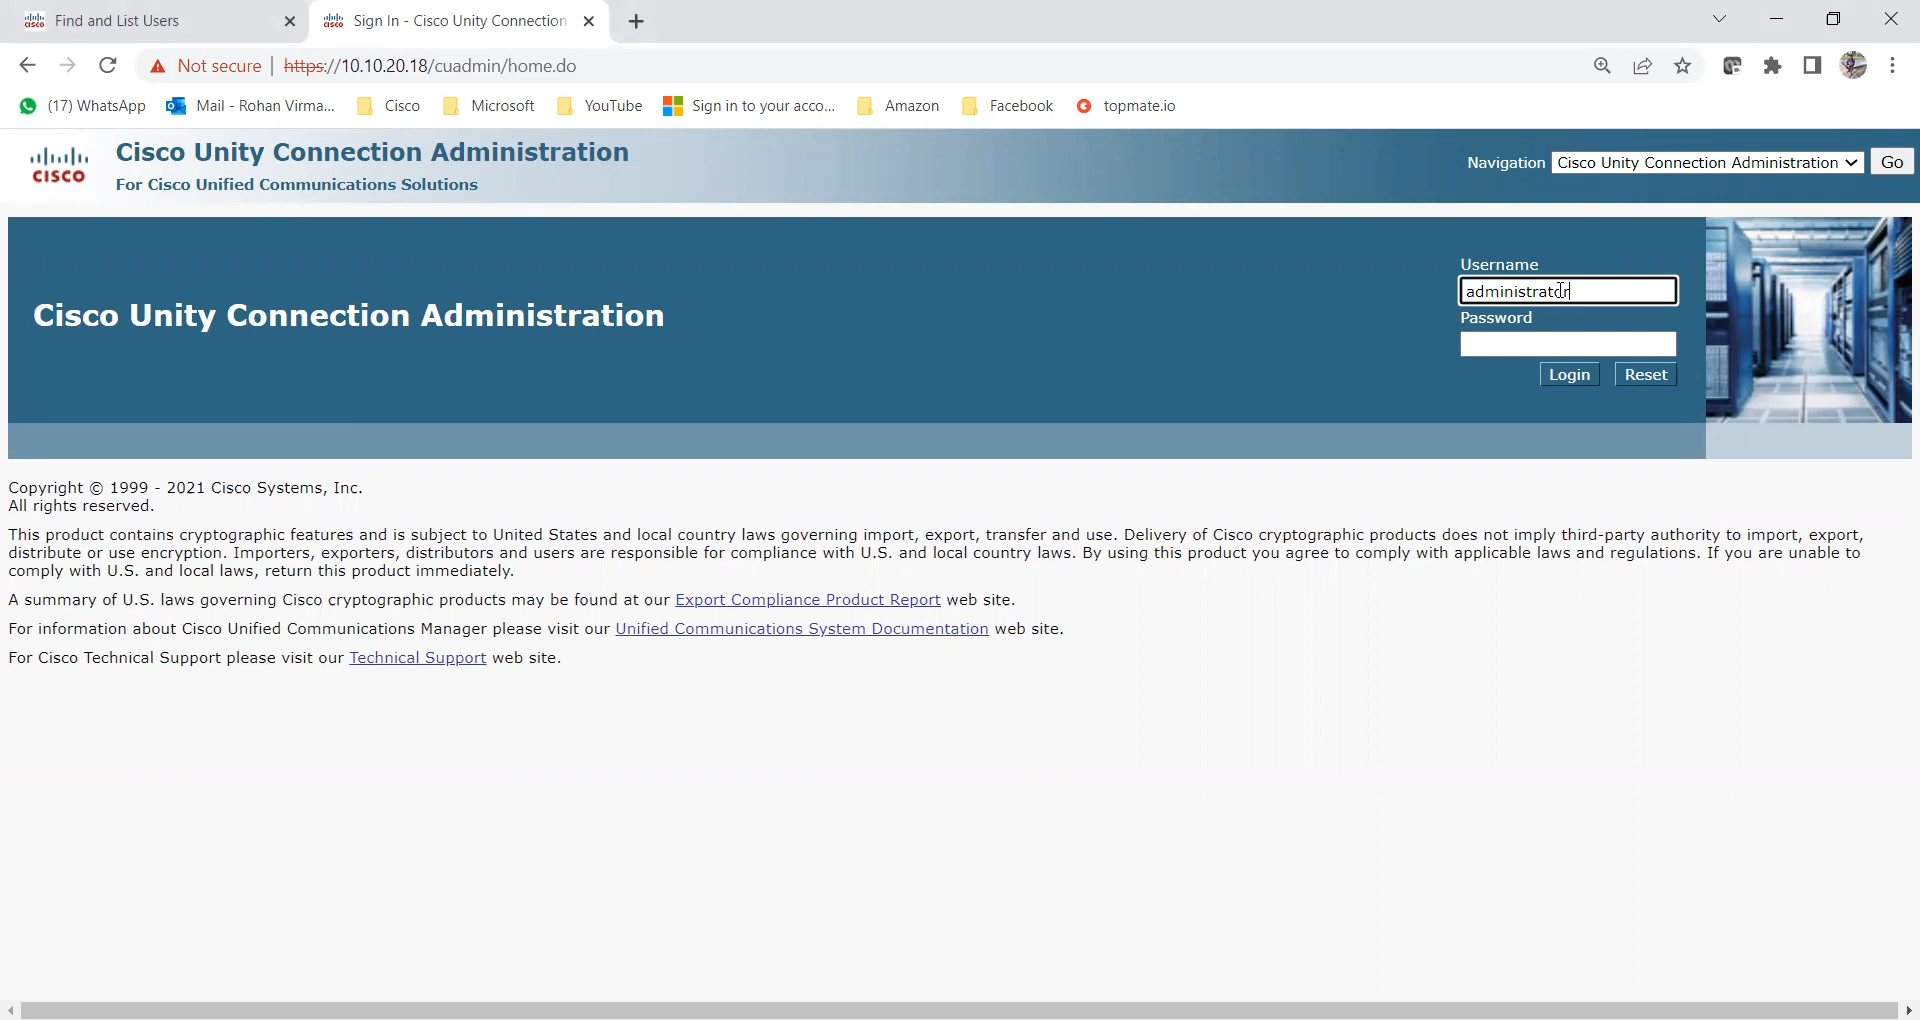 Find and List Users
Sign In - Cisco Unity Connection
Not secure | https://10.10.20.18/cuadmin/home.do
(17) WhatsApp
Mail - Rohan Virma...
Cisco
Microsoft
YouTube
Sign in to your acco...
Amazon
Facebook
topmate.io
CISCO
Cisco Unity Connection Administration
For Cisco Unified Communications Solutions
Navigation Cisco Unity Connection Administration Go
Cisco Unity Connection Administration
Username
administrator
Password
Login Reset
Copyright © 1999 - 2021 Cisco Systems, Inc.
All rights reserved.
This product contains cryptographic features and is subject to United States and local country laws governing import, export, transfer and use. Delivery of Cisco cryptographic products does not imply third-party authority to import, export,
distribute or use encryption. Importers, exporters, distributors and users are responsible for compliance with U.S. and local country laws. By using this product you agree to comply with applicable laws and regulations. If you are unable to
comply with U.S. and local laws, return this product immediately.
A summary of U.S. laws governing Cisco cryptographic products may be found at our Export Compliance Product Report web site.
For information about Cisco Unified Communications Manager please visit our Unified Communications System Documentation web site.
For Cisco Technical Support please visit our Technical Support web site.